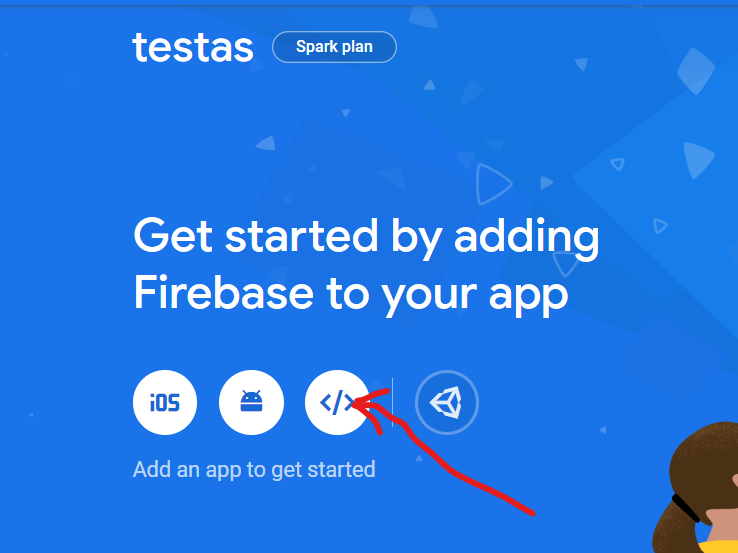 testas
Spark plan
Get started by adding
Firebase to your app
iOS
</>
Add an app to get started